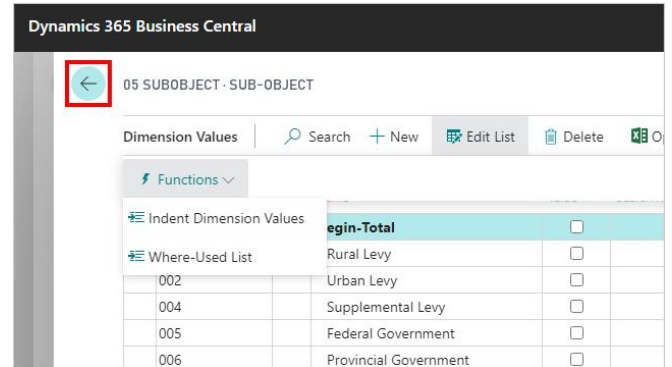 Dynamics 365 Business Central
05 SUBOBJECT · SUB-OBJECT
Dimension Values Search New Edit List Delete
Functions
Indent Dimension Values
egin-Total
Where-Used List
Rural Levy
002 Urban Levy
004 Supplemental Levy
005 Federal Government
006 Provincial Government